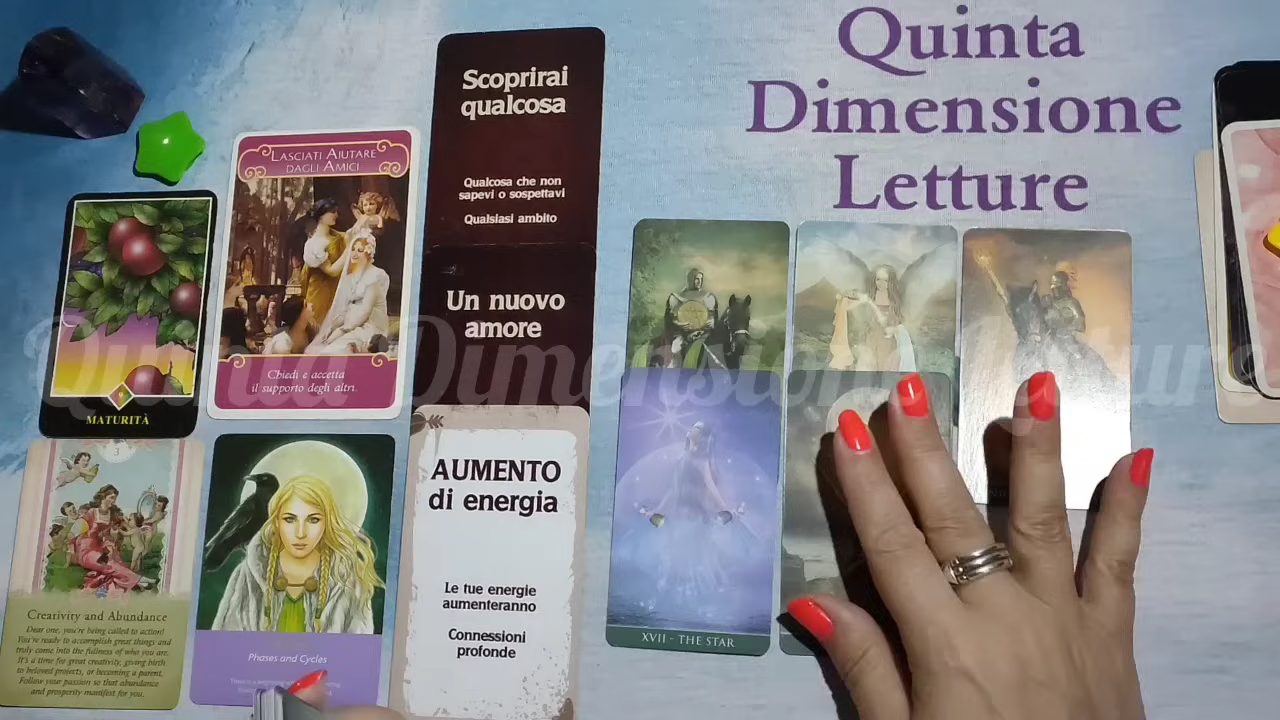 Quinta
Dimensione
Letture
Scoprirai
qualcosa
Qualcosa che non
sapevi o sospettavi
Qualsiasi ambito
LASCIATI AIUTARE
DAGLI AMICI
Chiedi e accetta
il supporto degli altri.
MATURITÀ
Un nuovo
amore
Quinta Dimensione Letture
AUMENTO
di energia
Le tue energie
aumenteranno
Connessioni
profonde
Creativity and Abundance
Dear one, you're being called to action!
You're ready to accomplish great things and
truly come into the fullness of who you are.
It's a time for great creativity, giving birth
to beloved projects, or becoming a parent.
Follow your passion so that abundance
and prosperity manifest for you.
Phases and Cycles
XVII - THE STAR